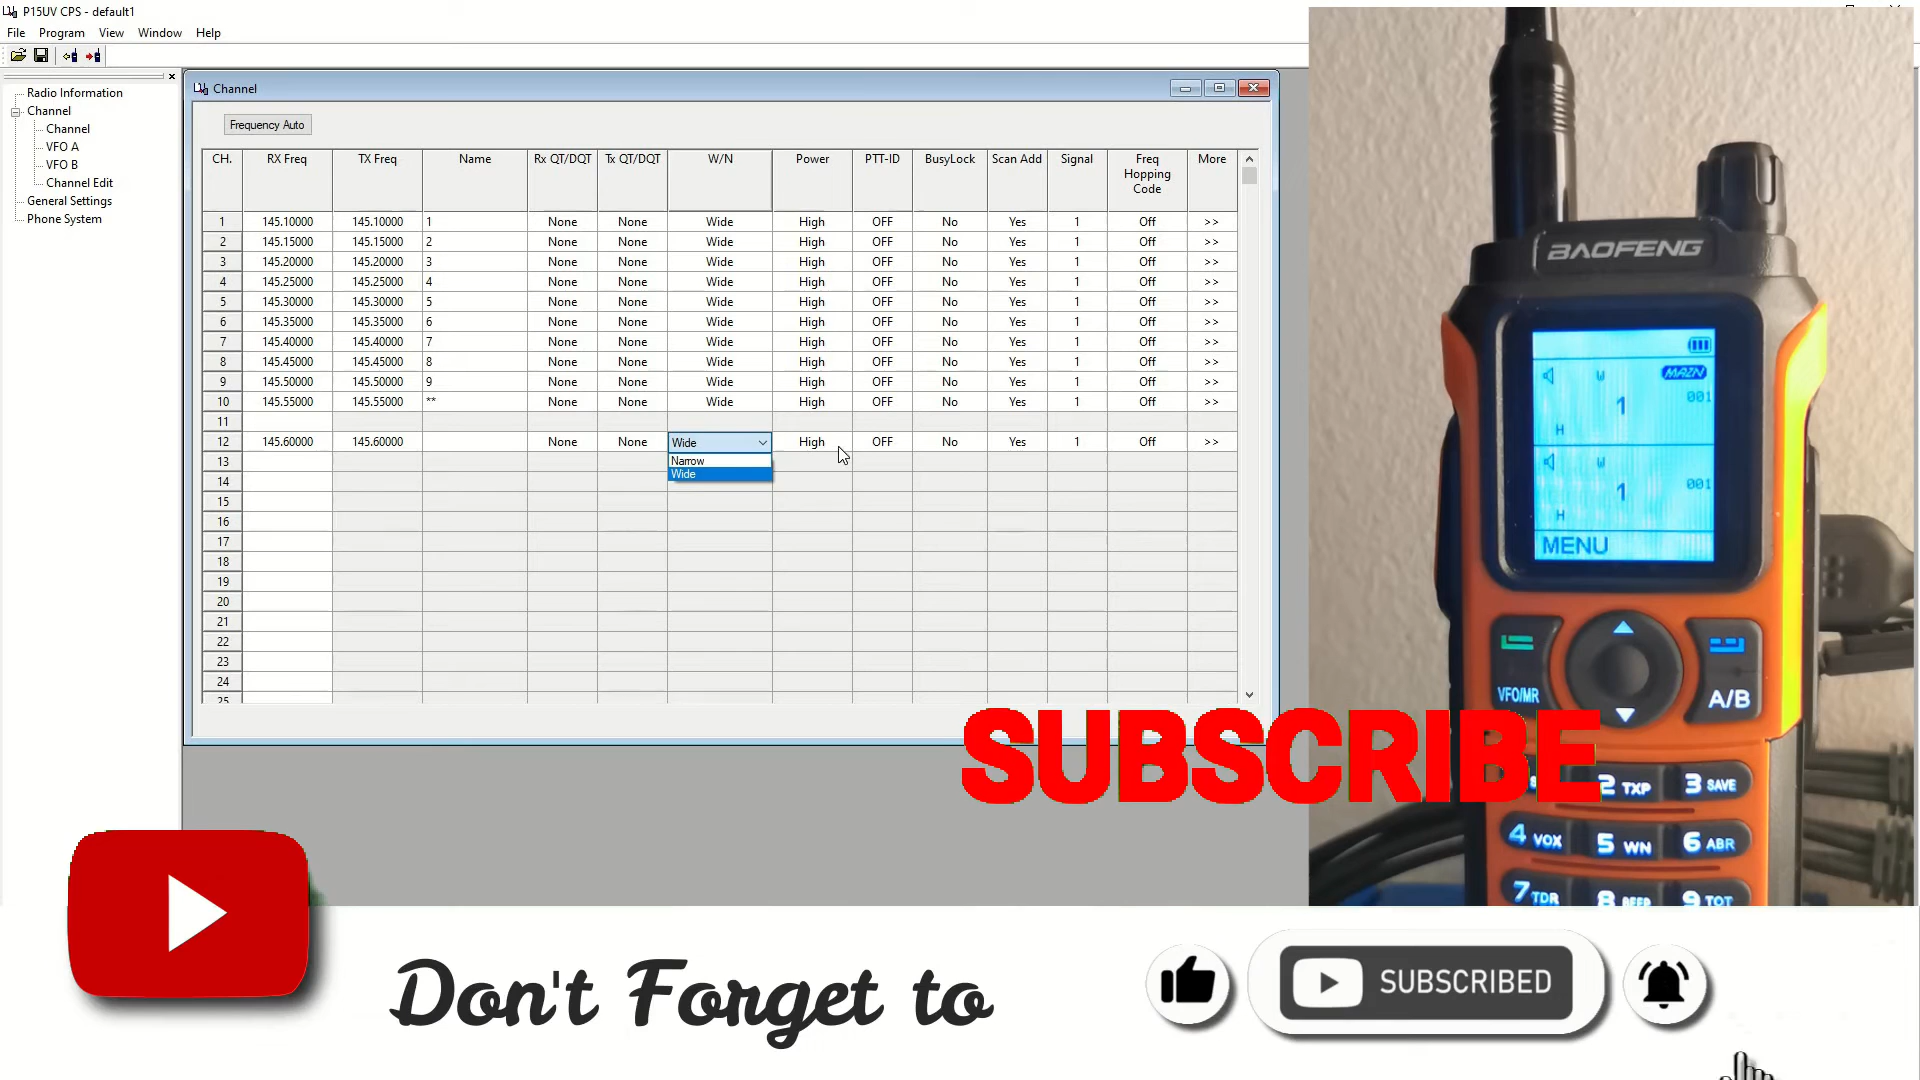 P15UV CPS - default1
File Program View Window Help
Radio Information
Channel
Channel
VFO A
VFO B
Channel Edit
General Settings
Phone System
Channel
Frequency Auto
CH. RX Freq TX Freq Name Rx QT/DQT Tx QT/DQT W/N Power PTT-ID BusyLock Scan Add Signal Freq Hopping Code More
1 145.10000 145.10000 1 None None Wide High OFF No Yes 1 Off >>
2 145.15000 145.15000 2 None None Wide High OFF No Yes 1 Off >>
3 145.20000 145.20000 3 None None Wide High OFF No Yes 1 Off >>
4 145.25000 145.25000 4 None None Wide High OFF No Yes 1 Off >>
5 145.30000 145.30000 5 None None Wide High OFF No Yes 1 Off >>
6 145.35000 145.35000 6 None None Wide High OFF No Yes 1 Off >>
7 145.40000 145.40000 7 None None Wide High OFF No Yes 1 Off >>
8 145.45000 145.45000 8 None None Wide High OFF No Yes 1 Off >>
9 145.50000 145.50000 9 None None Wide High OFF No Yes 1 Off >>
10 145.55000 145.55000 ** None None Wide High OFF No Yes 1 Off >>
11
12 145.60000 145.60000 None None Wide High OFF No Yes 1 Off >>
Narrow
Wide
13
14
15
16
17
18
19
20
21
22
23
24
25
BAOFENG
W MAIN
1 001
H
W
1 001
H
MENU
VFO/MR A/B
2 TXP 3 SAVE
4 VOX 5 WN 6 ABR
7 TDR 8 BEEP 9 TOT
SUBSCRIBE
Don't Forget to
SUBSCRIBED